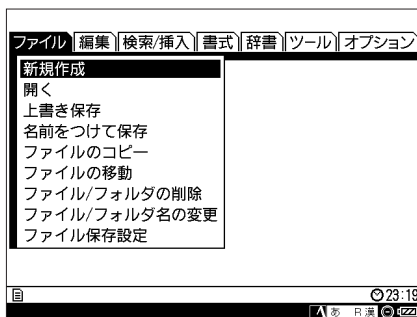 ファイル 編集 検索/挿入 書式 辞書 ツール オプション
新規作成
開く
上書き保存
名前をつけて保存
ファイルのコピー
ファイルの移動
ファイル/フォルダの削除
ファイル/フォルダ名の変更
ファイル保存設定
23:19
あ R漢